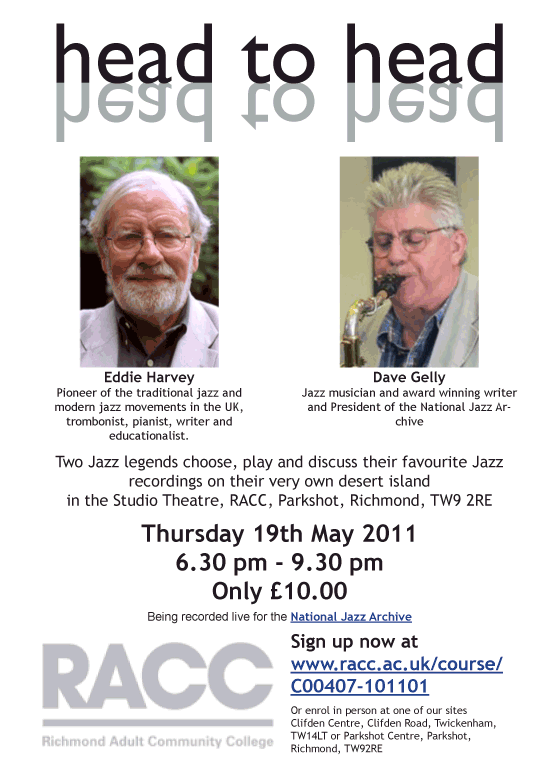 head to head
head to head
Eddie Harvey
Pioneer of the traditional jazz and
modern jazz movements in the UK,
trombonist, pianist, writer and
educationalist.
Dave Gelly
Jazz musician and award winning writer
and President of the National Jazz Ar-
chive
Two Jazz legends choose, play and discuss their favourite Jazz
recordings on their very own desert island
in the Studio Theatre, RACC, Parkshot, Richmond, TW9 2RE
Thursday 19th May 2011
6.30 pm - 9.30 pm
Only £10.00
Being recorded live for the National Jazz Archive
RACC
Richmond Adult Community College
Sign up now at
www.racc.ac.uk/course/
C00407-101101
Or enrol in person at one of our sites
Clifden Centre, Clifden Road, Twickenham,
TW14LT or Parkshot Centre, Parkshot,
Richmond, TW92RE